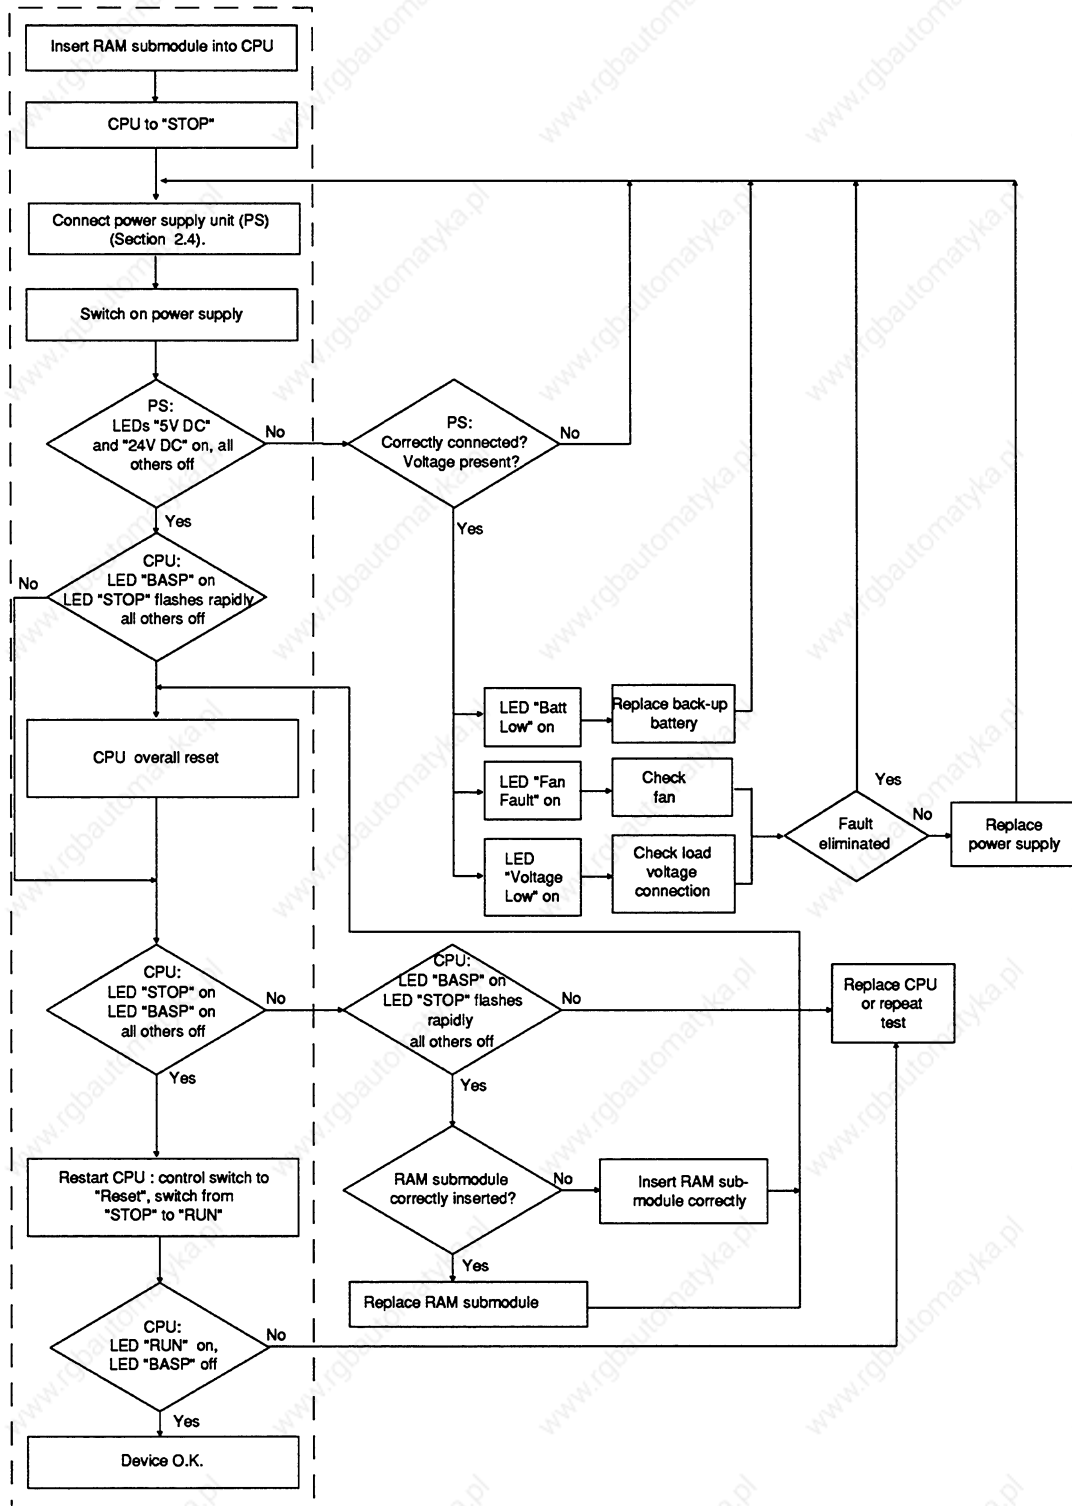 Insert RAM submodule into CPU
CPU to "STOP"
Connect power supply unit (PS)
(Section 2.4).
Switch on power supply
PS:
LEDs "5V DC"
and "24V DC" on, all
others off
No
Yes
PS:
Correctly connected?
Voltage present?
No
Yes
CPU:
LED "BASP" on
LED "STOP" flashes rapidly
all others off
No
LED "Batt
Low" on
Replace back-up
battery
CPU overall reset
LED "Fan
Fault" on
Check
fan
LED
"Voltage
Low" on
Check load
voltage
connection
Fault
eliminated
Yes
No
Replace
power supply
CPU:
LED "STOP" on
LED "BASP" on
all others off
No
Yes
CPU:
LED "BASP" on
LED "STOP" flashes
rapidly
all others off
No
Yes
Replace CPU
or repeat
test
Restart CPU : control switch to
"Reset", switch from
"STOP" to "RUN"
RAM submodule
correctly inserted?
No
Yes
Insert RAM sub-
module correctly
Replace RAM submodule
CPU:
LED "RUN" on,
LED "BASP" off
No
Yes
Device O.K.
www.rgbautomatyka.pl